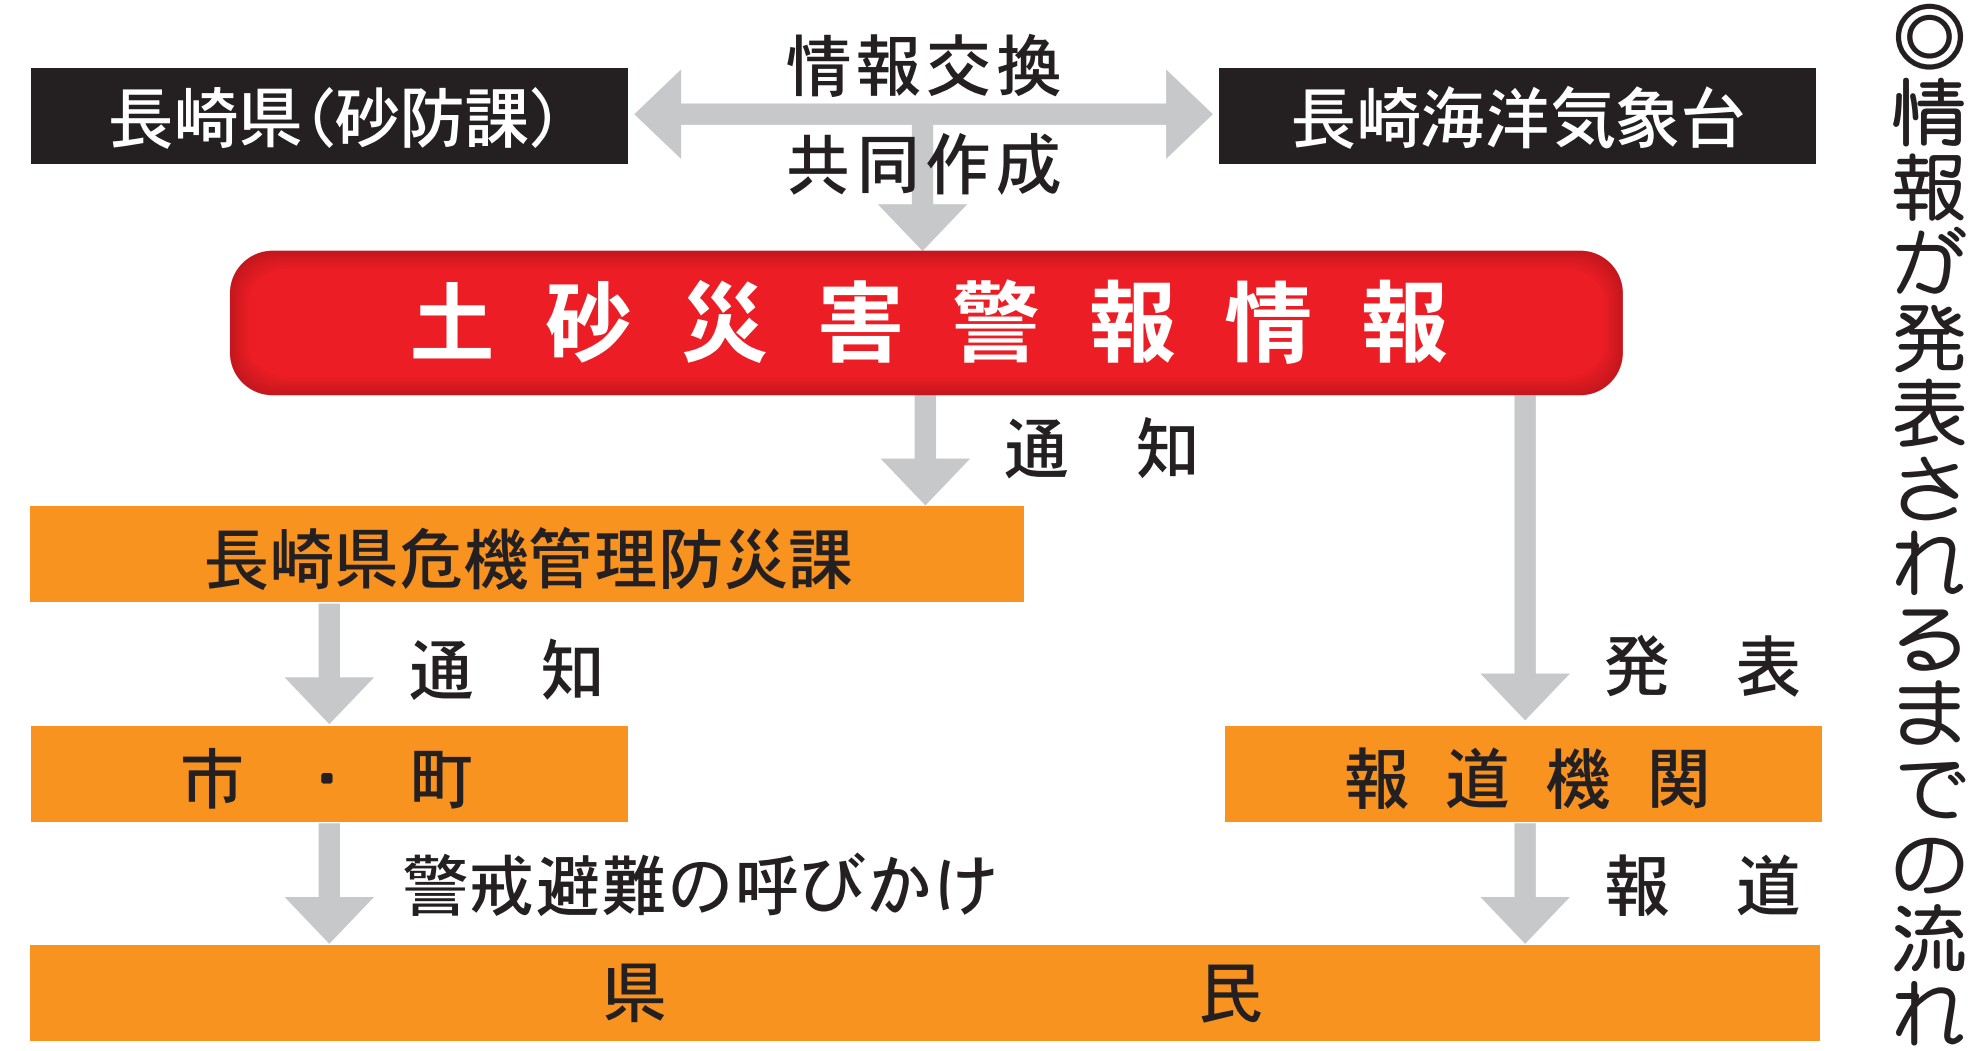 ◎情報が発表されるまでの流れ
長崎県(砂防課)
情報交換
共同作成
長崎海洋気象台
土砂災害警報情報
通知
長崎県危機管理防災課
通知
発表
市・町
報道機関
警戒避難の呼びかけ
報道
県民